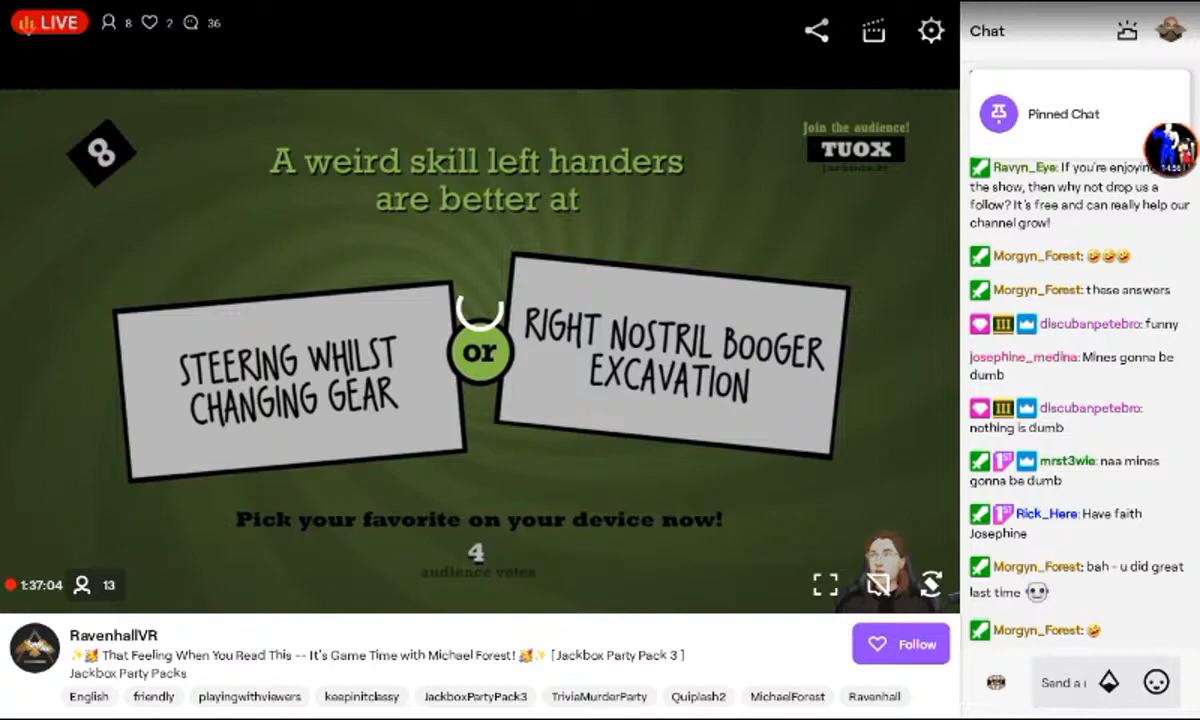 LIVE 8 2 36
8
A weird skill left handers
are better at
Join the audience!
TUOX
STEERING WHILST
CHANGING GEAR
or
RIGHT NOSTRIL BOOGER
EXCAVATION
Pick your favorite on your device now!
4
audience votes
1:37:04 13
RavenhallVR
✨🥳 That Feeling When You Read This -- It's Game Time with Michael Forest! 🥳✨ [Jackbox Party Pack 3 ]
Jackbox Party Packs
Follow
English friendly playingwithviewers keepinitclassy JackboxPartyPack3 TriviaMurderParty Quiplash2 MichaelForest Ravenhall
Chat
Pinned Chat
Ravyn_Eye: If you're enjoying
the show, then why not drop us a
follow? It's free and can really help our
channel grow!
Morgyn_Forest: 🤣🤣🤣
Morgyn_Forest: these answers
discubanpetebro: funny
josephine_medina: Mines gonna be
dumb
discubanpetebro:
nothing is dumb
mrst3wie: naa mines
gonna be dumb
Rick_Here: Have faith
Josephine
Morgyn_Forest: bah - u did great
last time
Morgyn_Forest: 🤣
Send a